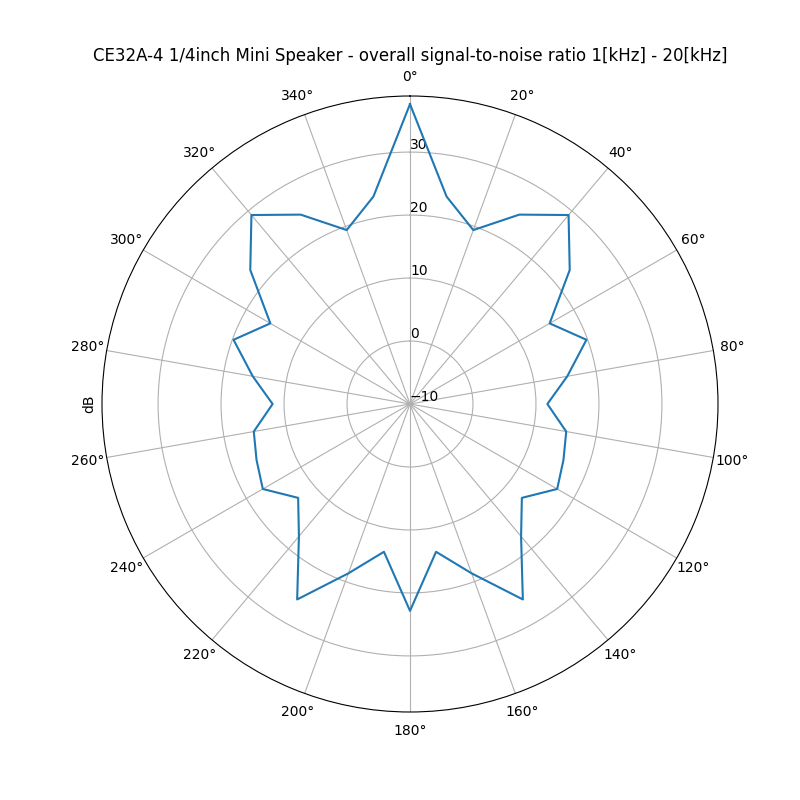 CE32A-4 1/4inch Mini Speaker - overall signal-to-noise ratio 1[kHz] - 20[kHz]
0°
340° 20°
320° 30 40°
20
300° 60°
10
280° 0 80°
dB −10
260° 100°
240° 120°
220° 140°
200° 160°
180°